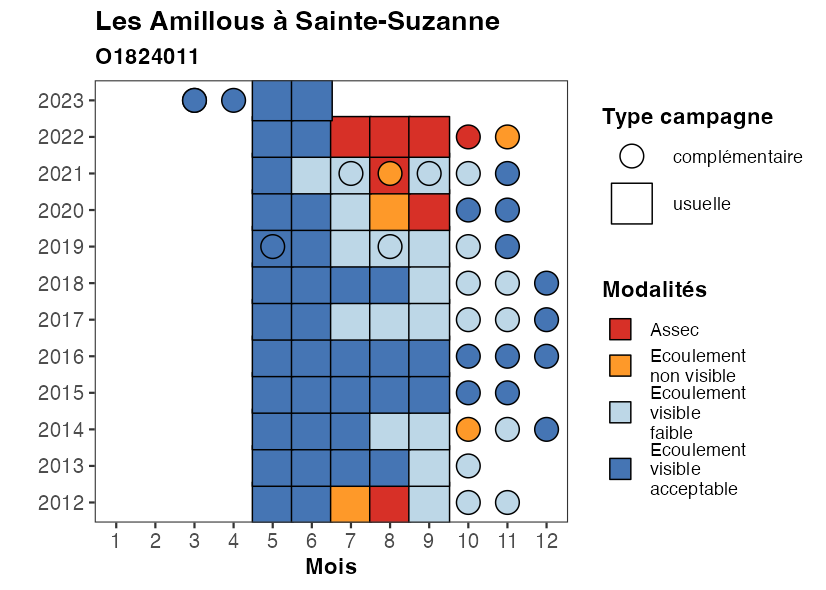 Les Amillous à Sainte-Suzanne
O1824011
2023
2022
2021
2020
2019
2018
2017
2016
2015
2014
2013
2012
1 2 3 4 5 6 7 8 9 10 11 12
Mois
Type campagne
complémentaire
usuelle
Modalités
Assec
Ecoulement
non visible
Ecoulement
visible
faible
Ecoulement
visible
acceptable